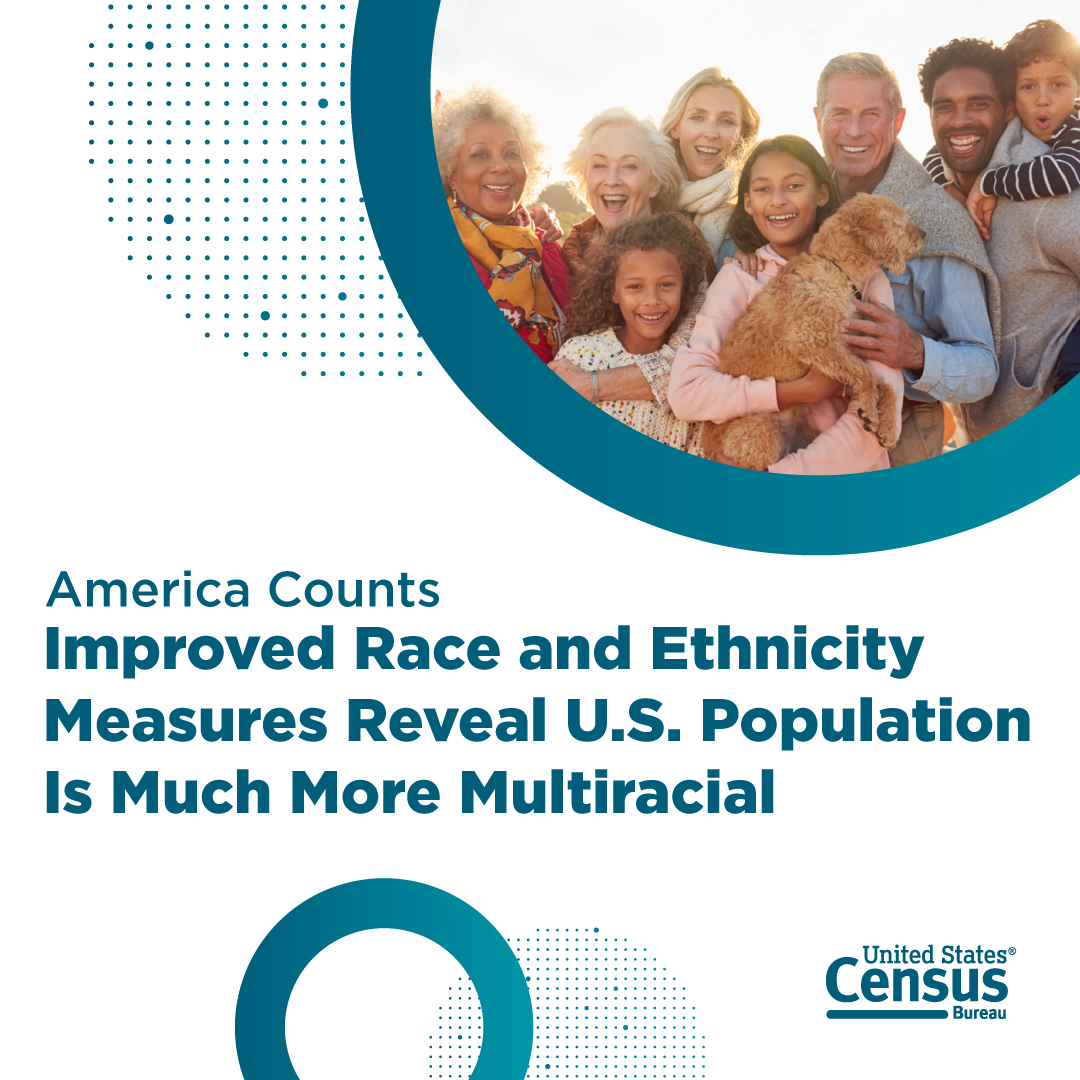 America Counts
Improved Race and Ethnicity
Measures Reveal U.S. Population
Is Much More Multiracial
United States®
Census
Bureau